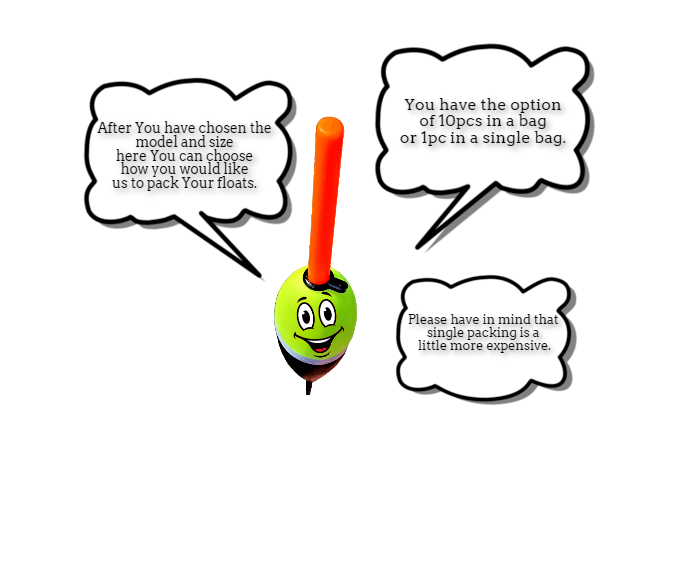 After You have chosen the
model and size
here You can choose
how you would like
us to pack Your floats.
You have the option
of 10pcs in a bag
or 1pc in a single bag.
Please have in mind that
single packing is a
little more expensive.